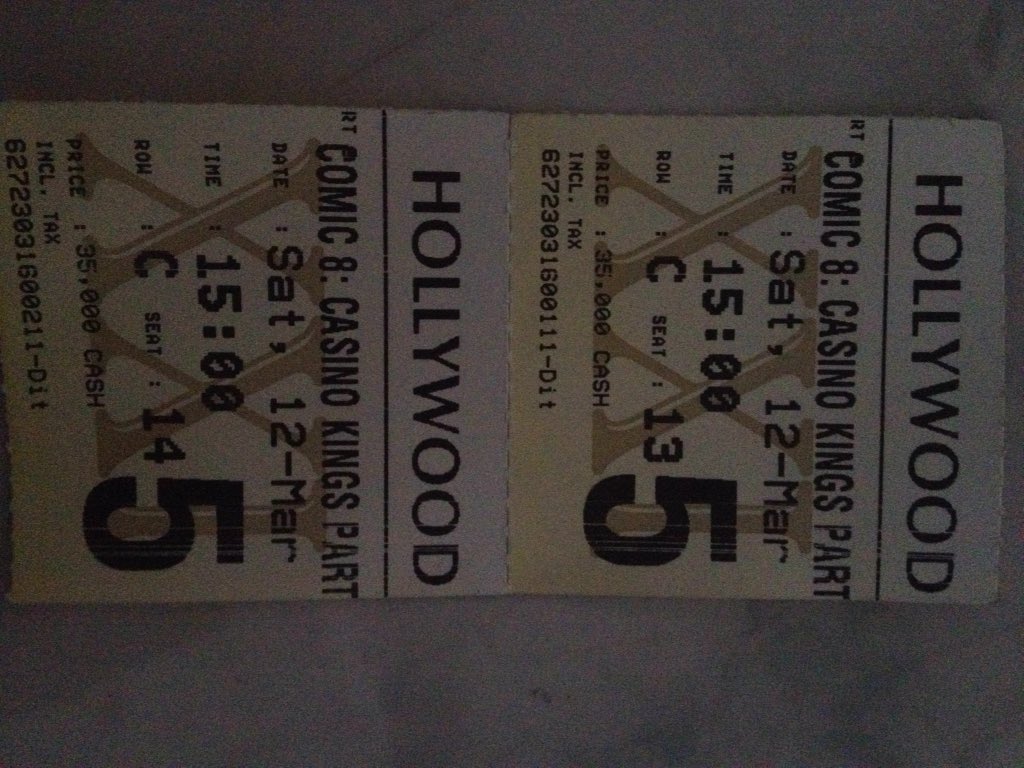 HOLLYWOOD
RT COMIC 8: CASINO KINGS PART
DATE : Sat, 12-Mar
TIME : 15:00
ROW : C SEAT : 14
5
PRICE : 35,000 CASH
INCL. TAX
62723031600211-Dit
HOLLYWOOD
RT COMIC 8: CASINO KINGS PART
DATE : Sat, 12-Mar
TIME : 15:00
ROW : C SEAT : 13
5
PRICE : 35,000 CASH
INCL. TAX
62723031600111-Dit